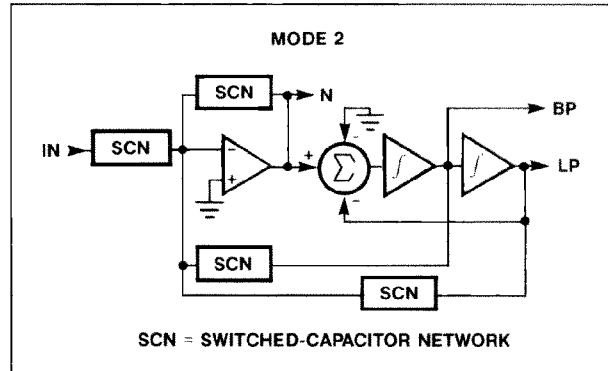 MODE 2
SCN
N
BP
IN
SCN
-
+
+
-
Σ
-
∫
∫
LP
SCN
SCN
SCN = SWITCHED-CAPACITOR NETWORK